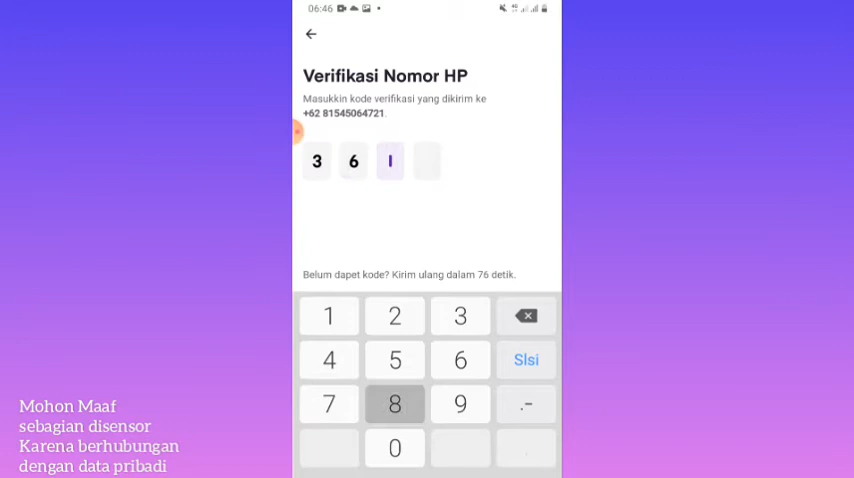 06:46
Verifikasi Nomor HP
Masukkin kode verifikasi yang dikirim ke
+62 81545064721.
3 6
Belum dapet kode? Kirim ulang dalam 76 detik.
1 2 3
4 5 6 Slsi
7 8 9 .-
0 ,
Mohon Maaf
sebagian disensor
Karena berhubungan
dengan data pribadi